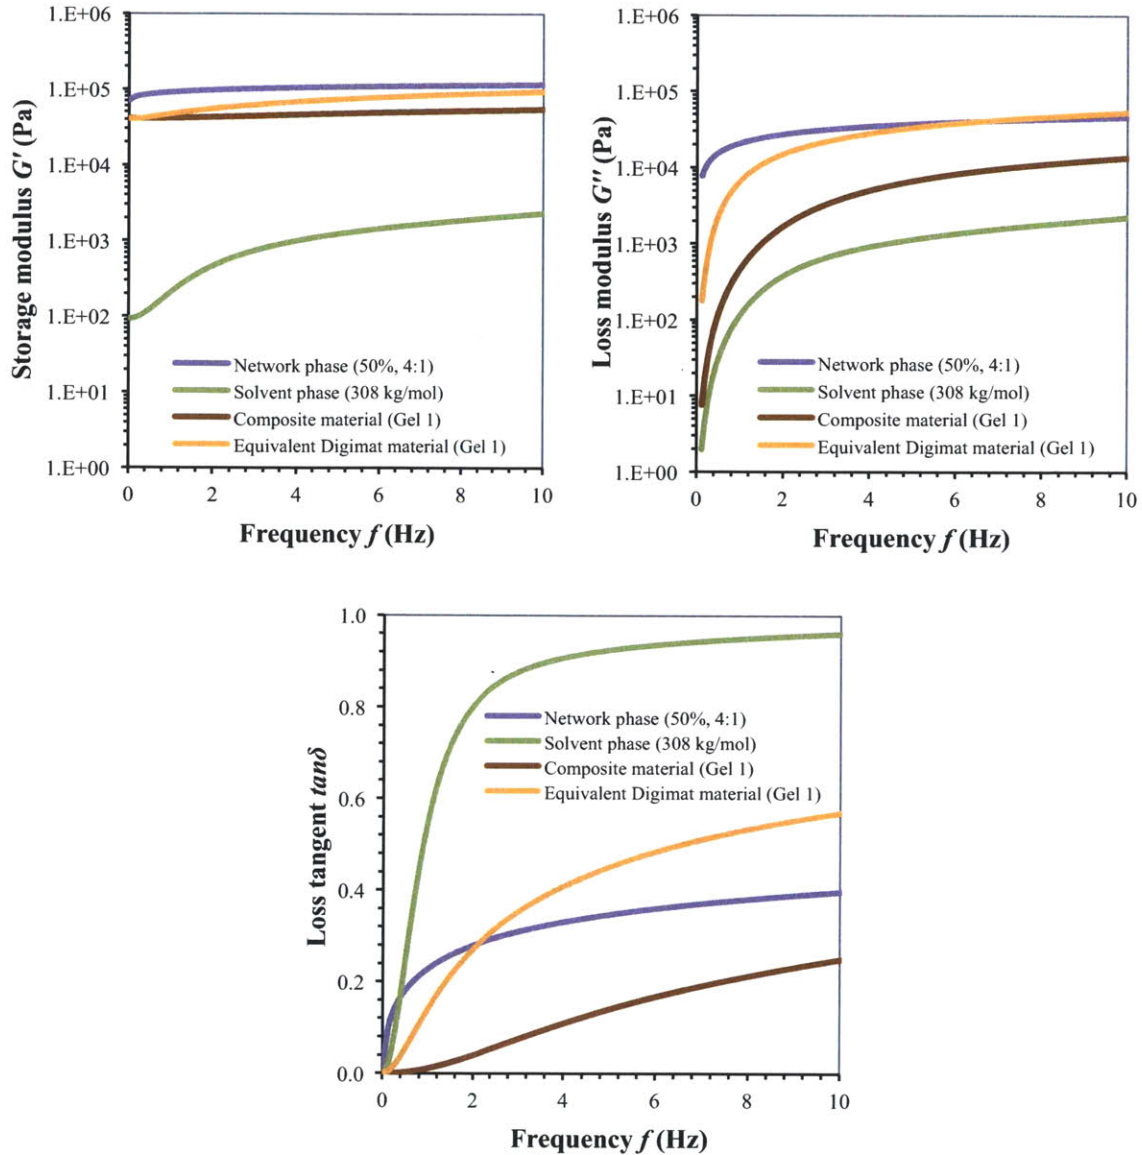 Storage modulus G′ (Pa)
1.E+06
1.E+05
1.E+04
1.E+03
1.E+02
1.E+01
1.E+00
Network phase (50%, 4:1)
Solvent phase (308 kg/mol)
Composite material (Gel 1)
Equivalent Digimat material (Gel 1)
0 2 4 6 8 10
Frequency f (Hz)
Loss modulus G″ (Pa)
1.E+06
1.E+05
1.E+04
1.E+03
1.E+02
1.E+01
1.E+00
Network phase (50%, 4:1)
Solvent phase (308 kg/mol)
Composite material (Gel 1)
Equivalent Digimat material (Gel 1)
0 2 4 6 8 10
Frequency f (Hz)
Loss tangent tanδ
1.0
0.8
0.6
0.4
0.2
0.0
Network phase (50%, 4:1)
Solvent phase (308 kg/mol)
Composite material (Gel 1)
Equivalent Digimat material (Gel 1)
0 2 4 6 8 10
Frequency f (Hz)